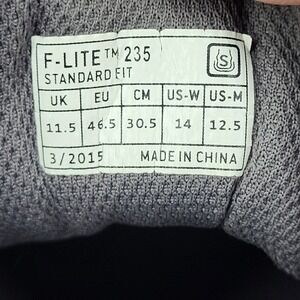 F-LITE™ 235
STANDARD FIT
UK EU CM US-W US-M
11.5 46.5 30.5 14 12.5
3/2015 MADE IN CHINA